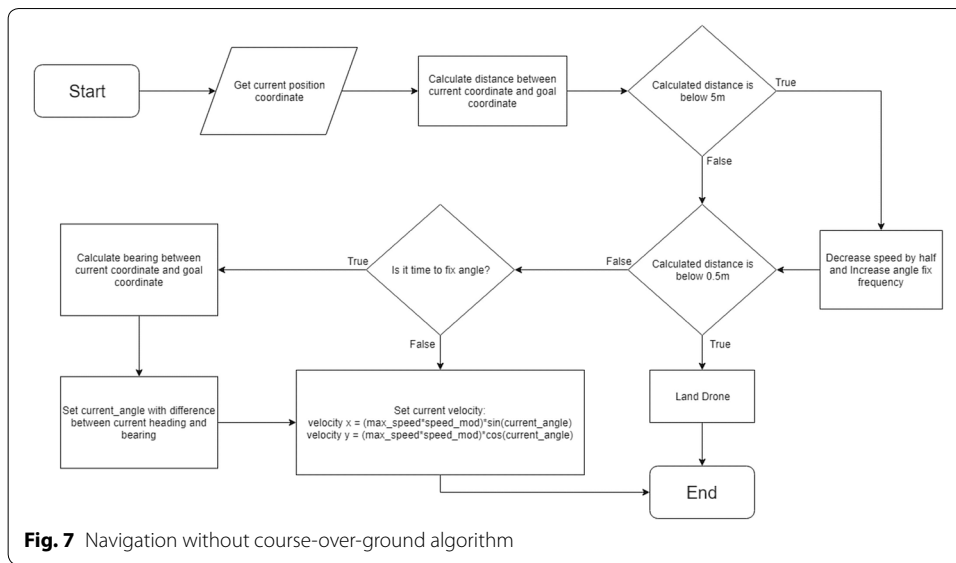 Start
Get current position
coordinate
Calculate distance between
current coordinate and goal
coordinate
Calculated distance is
below 5m
True
False
Decrease speed by half
and Increase angle fix
frequency
Calculated distance is
below 0.5m
False
True
Is it time to fix angle?
True
False
Calculate bearing between
current coordinate and goal
coordinate
Set current_angle with difference
between current heading and
bearing
Set current velocity:
velocity x = (max_speed*speed_mod)*sin(current_angle)
velocity y = (max_speed*speed_mod)*cos(current_angle)
Land Drone
End
Fig. 7 Navigation without course-over-ground algorithm